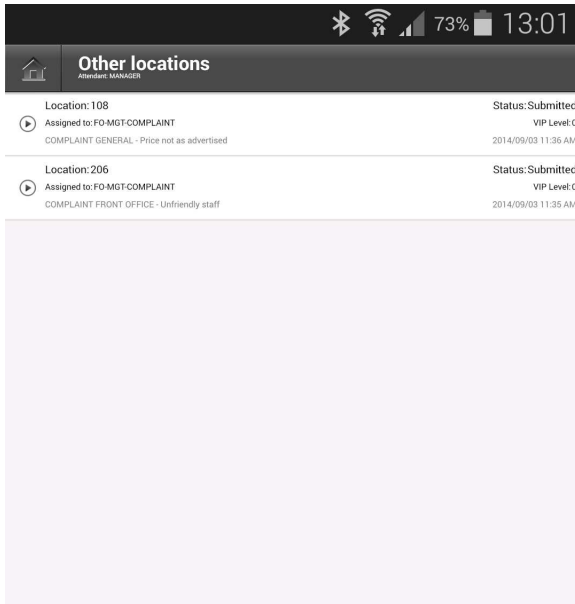 73% 13:01
Other locations
Attendant: MANAGER
Location: 108 Status: Submitted
Assigned to: FO-MGT-COMPLAINT VIP Level: 0
COMPLAINT GENERAL - Price not as advertised 2014/09/03 11:36 AM
Location: 206 Status: Submitted
Assigned to: FO-MGT-COMPLAINT VIP Level: 0
COMPLAINT FRONT OFFICE - Unfriendly staff 2014/09/03 11:35 AM